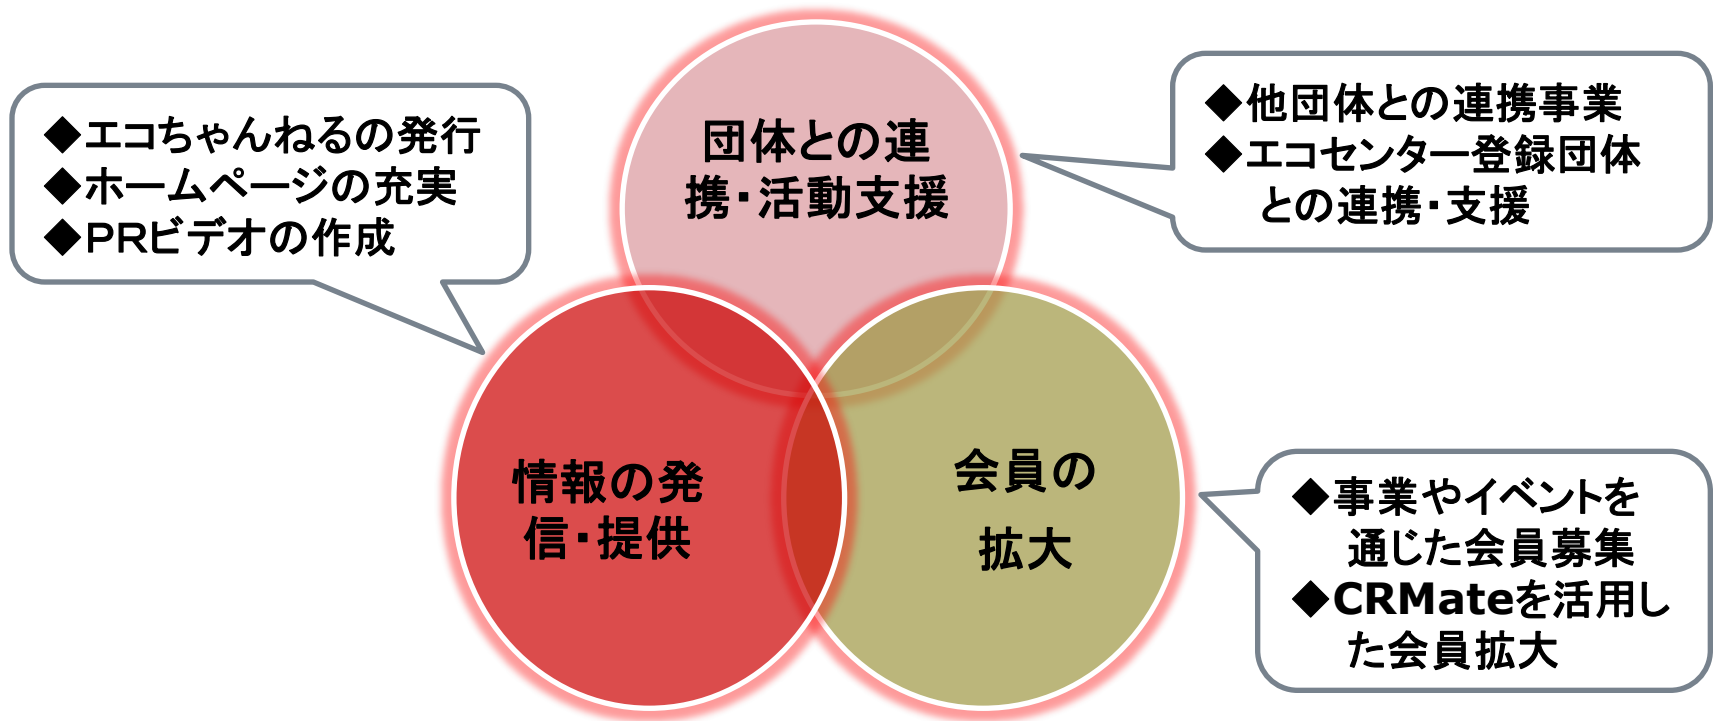 ◆エコちゃんねるの発行
◆ホームページの充実
◆PRビデオの作成
団体との連
携・活動支援
◆他団体との連携事業
◆エコセンター登録団体
との連携・支援
情報の発
信・提供
会員の
拡大
◆事業やイベントを
通じた会員募集
◆CRMateを活用し
た会員拡大